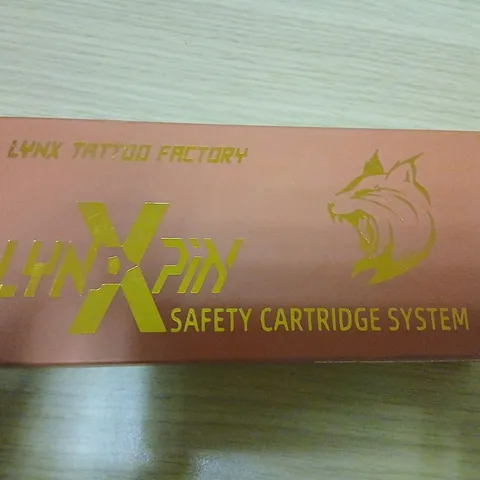 LYNX TATTOO FACTORY
LYNXPiN
SAFETY CARTRIDGE SYSTEM